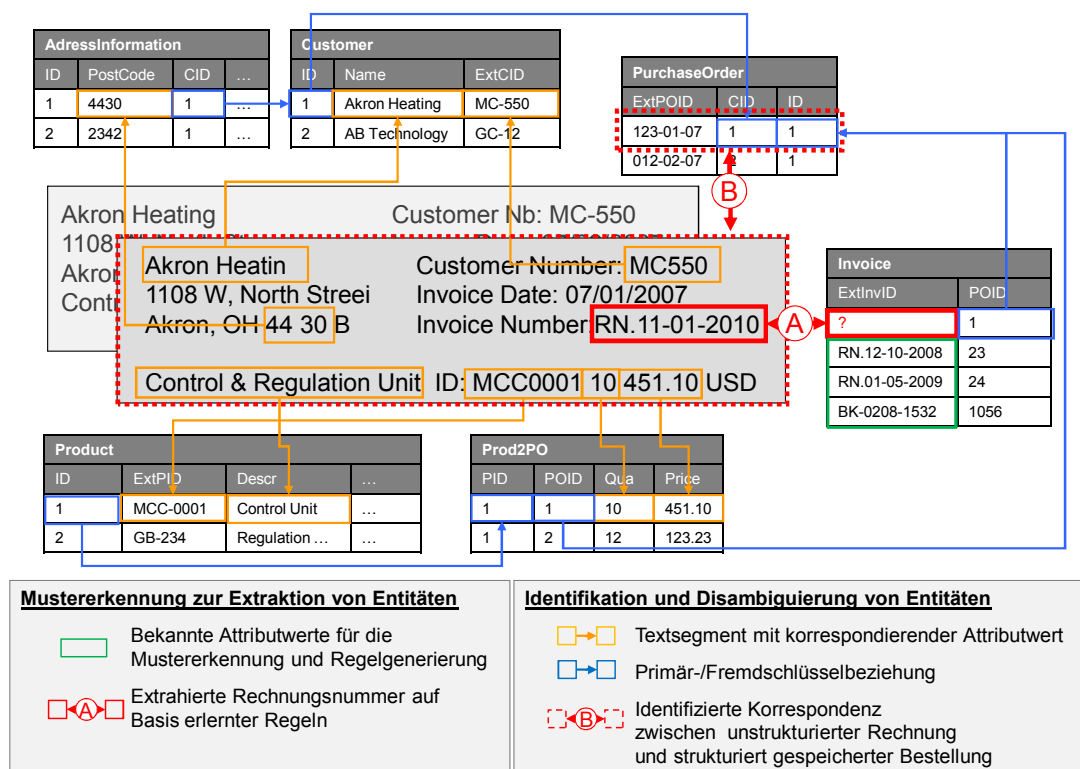 AdressInformation
ID PostCode CID …
1 4430 1 …
2 2342 1 …
Customer
ID Name ExtCID
1 Akron Heating MC-550
2 AB Technology GC-12
PurchaseOrder
ExtPOID CID ID
123-01-07 1 1
012-02-07 2 1
B
Akron Heating Customer Nb: MC-550
1108
Akron
Contr
Akron Heatin Customer Number: MC550
1108 W, North Streei Invoice Date: 07/01/2007
Akron, OH 44 30 B Invoice Number: RN.11-01-2010
Control & Regulation Unit ID: MCC0001 10 451.10 USD
A
Invoice
ExtInvID POID
? 1
RN.12-10-2008 23
RN.01-05-2009 24
BK-0208-1532 1056
Product
ID ExtPID Descr …
1 MCC-0001 Control Unit …
2 GB-234 Regulation … …
Prod2PO
PID POID Qua Price
1 1 10 451.10
1 2 12 123.23
Mustererkennung zur Extraktion von Entitäten
Bekannte Attributwerte für die
Mustererkennung und Regelgenerierung
A
Extrahierte Rechnungsnummer auf
Basis erlernter Regeln
Identifikation und Disambiguierung von Entitäten
Textsegment mit korrespondierender Attributwert
Primär-/Fremdschlüsselbeziehung
B
Identifizierte Korrespondenz
zwischen unstrukturierter Rechnung
und strukturiert gespeicherter Bestellung